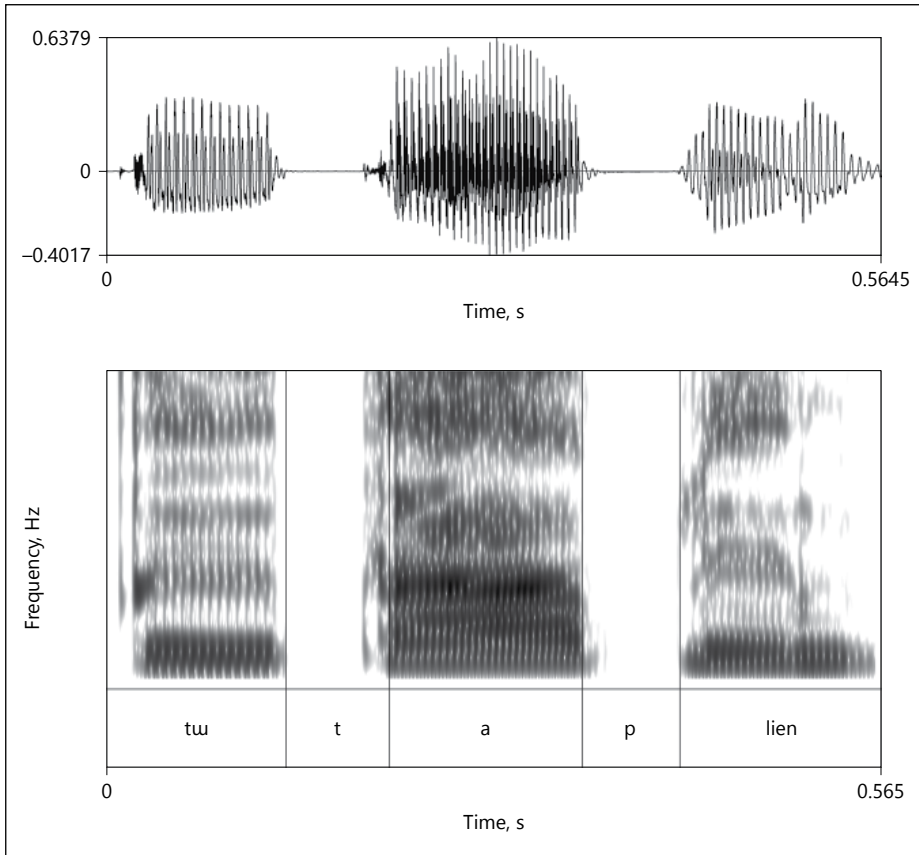 0.6379
0
−0.4017
0 0.5645
Time, s
Frequency, Hz
tɯ t a p lien
0 0.565
Time, s